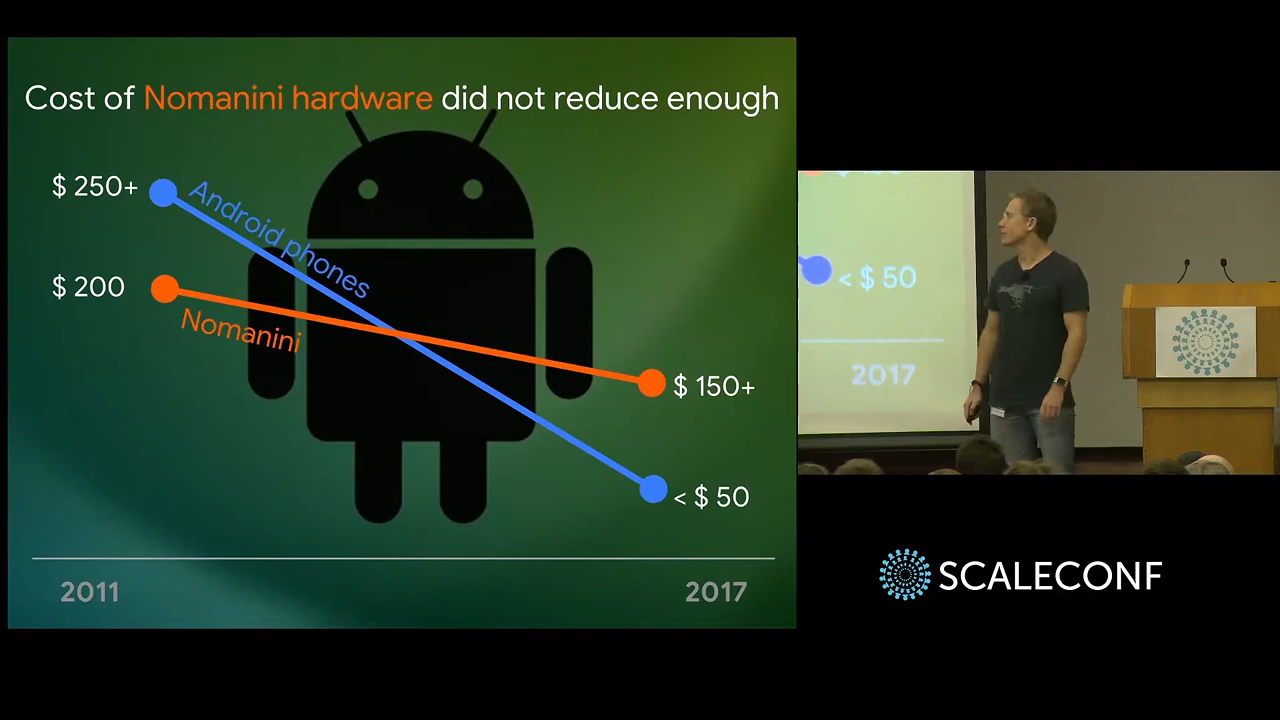 Cost of Nomanini hardware did not reduce enough
$ 250+
Android phones
$ 200
Nomanini
$ 150+
< $ 50
2011
2017
< $ 50
2017
SCALECONF